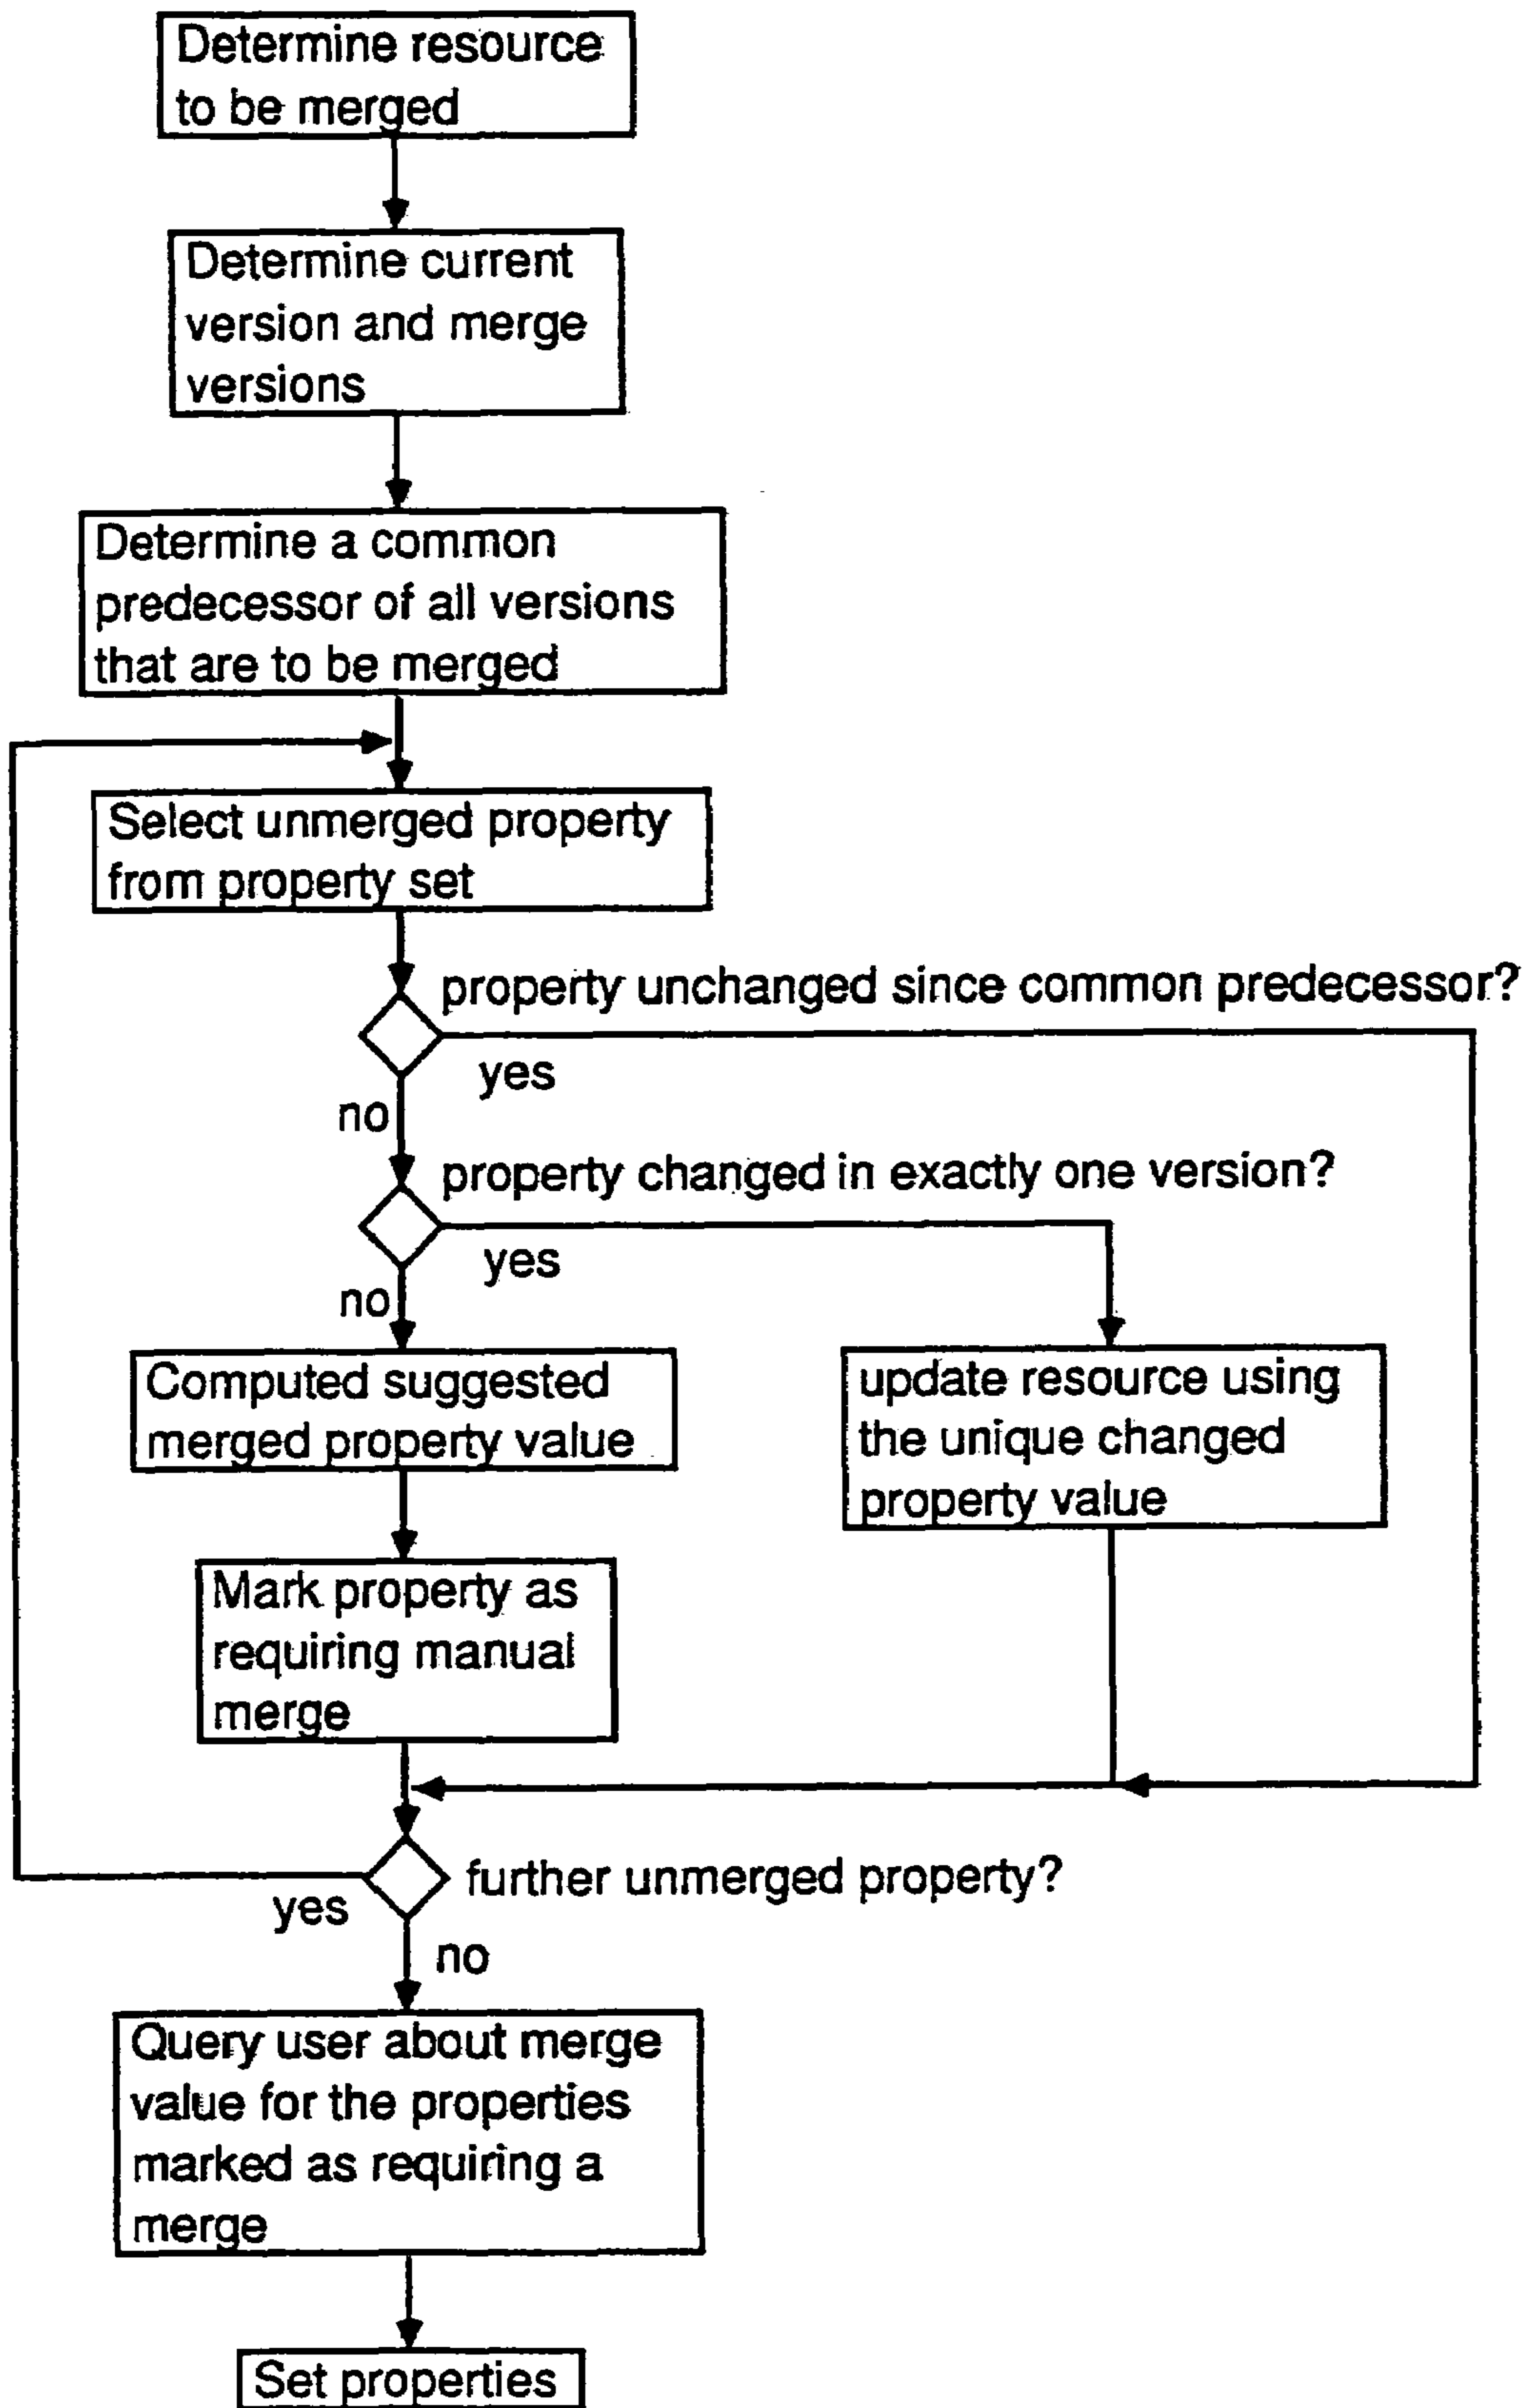 Determine resource
to be merged
Determine current
version and merge
versions
Determine a common
predecessor of all versions
that are to be merged
Select unmerged property
from property set
property unchanged since common predecessor?
yes
no
property changed in exactly one version?
yes
no
Computed suggested
merged property value
update resource using
the unique changed
property value
Mark property as
requiring manual
merge
further unmerged property?
yes
no
Query user about merge
value for the properties
marked as requiring a
merge
Set properties